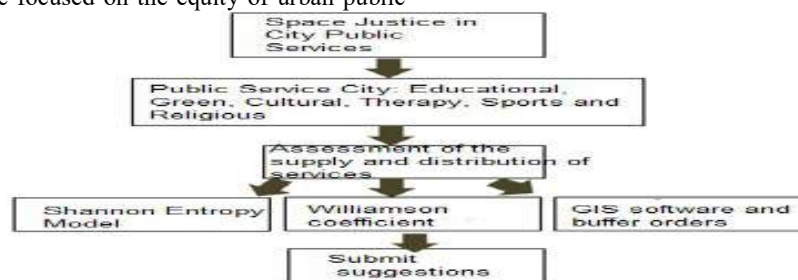 e focused on the equity of urban public
Space Justice in
City Public
Services
Public Service City: Educational,
Green, Cultural, Therapy, Sports and
Religious
Assessment of the
supply and distribution of
services
Shannon Entropy
Model
Williamson
coefficient
GIS software and
buffer orders
Submit
suggestions